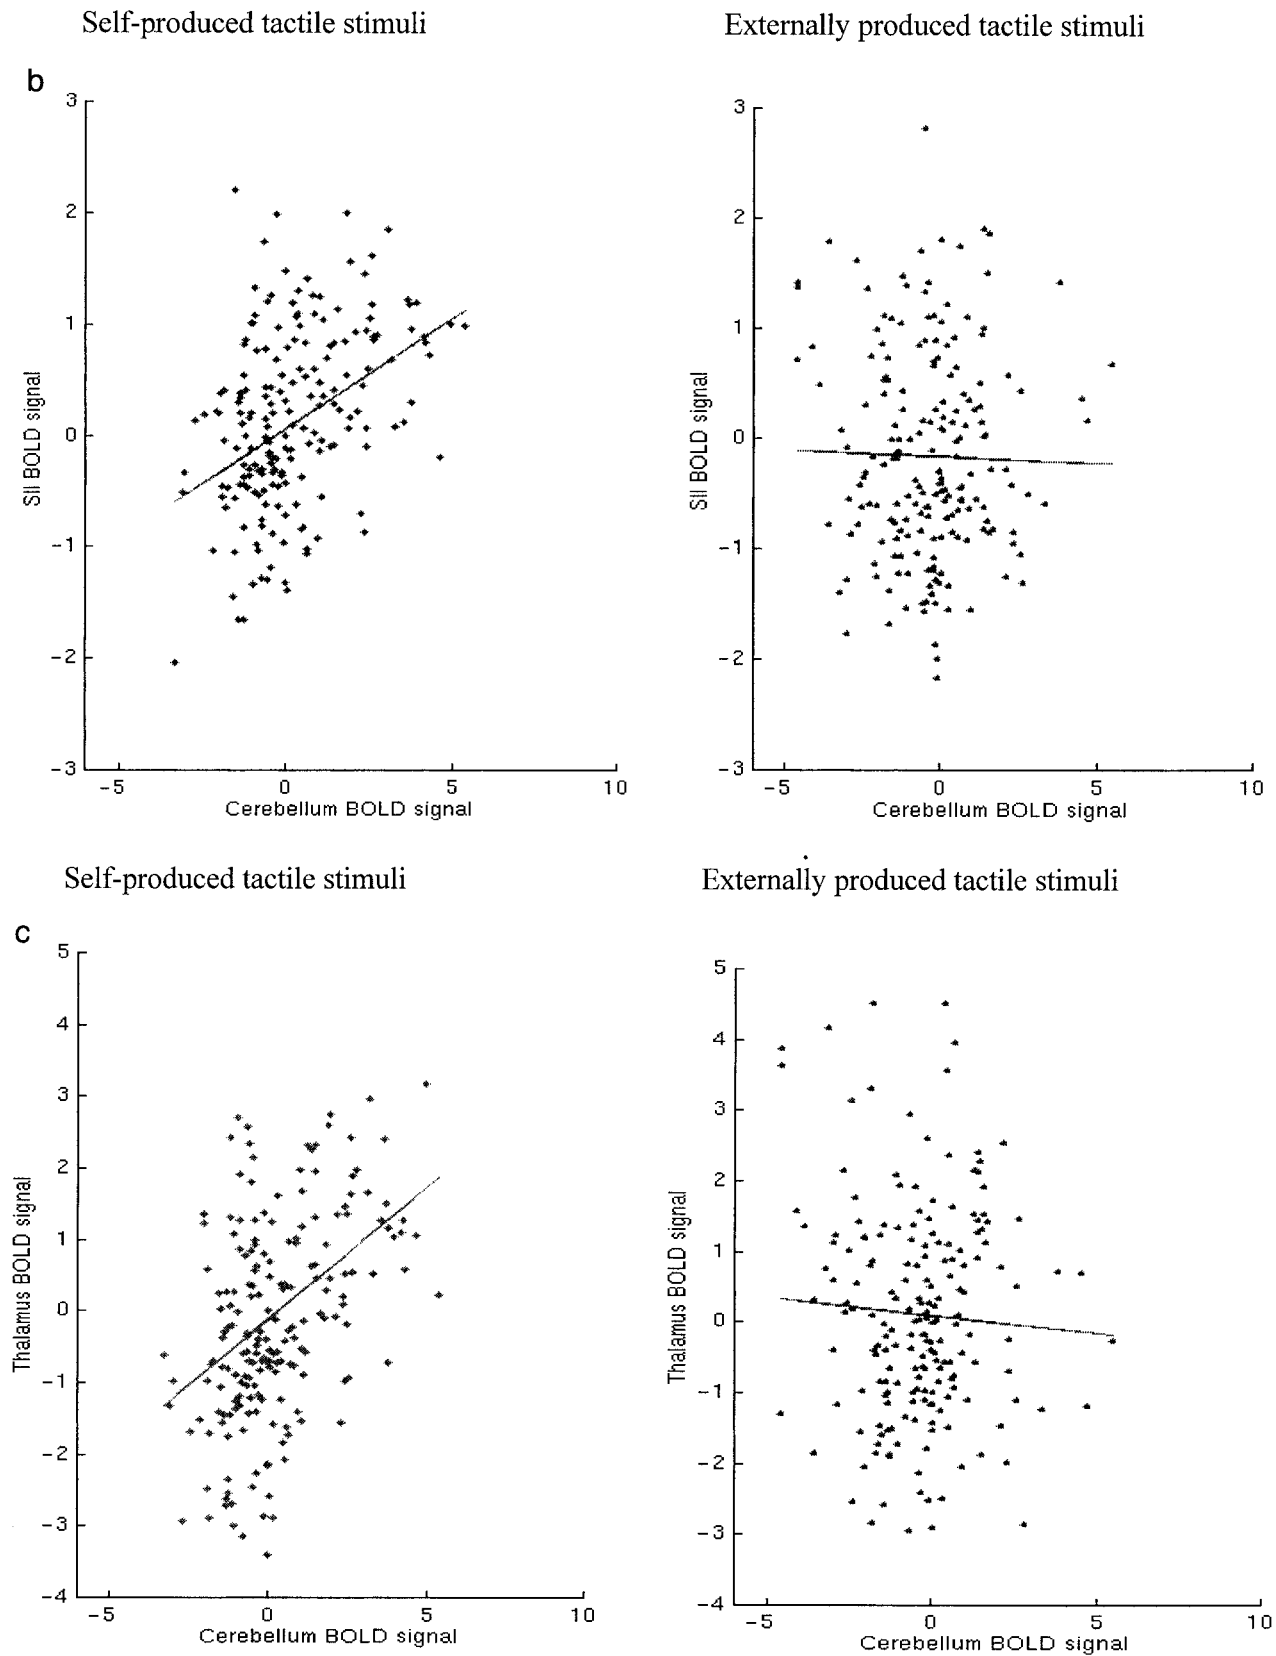 Self-produced tactile stimuli
Externally produced tactile stimuli
b
3
2
1
0
−1
−2
−3
SII BOLD signal
−5 0 5 10
Cerebellum BOLD signal
3
2
1
0
−1
−2
−3
SII BOLD signal
−5 0 5 10
Cerebellum BOLD signal
Self-produced tactile stimuli
Externally produced tactile stimuli
c
5
4
3
2
1
0
−1
−2
−3
−4
Thalamus BOLD signal
−5 0 5 10
Cerebellum BOLD signal
5
4
3
2
1
0
−1
−2
−3
−4
Thalamus BOLD signal
−5 0 5 10
Cerebellum BOLD signal